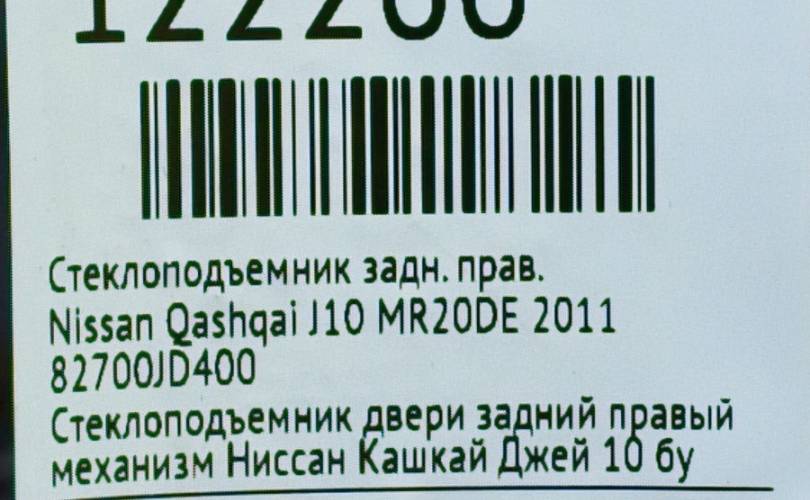 122200
Стеклоподъемник задн. прав.
Nissan Qashqai J10 MR20DE 2011
82700JD400
Стеклоподъемник двери задний правый
механизм Ниссан Кашкай Джей 10 бу